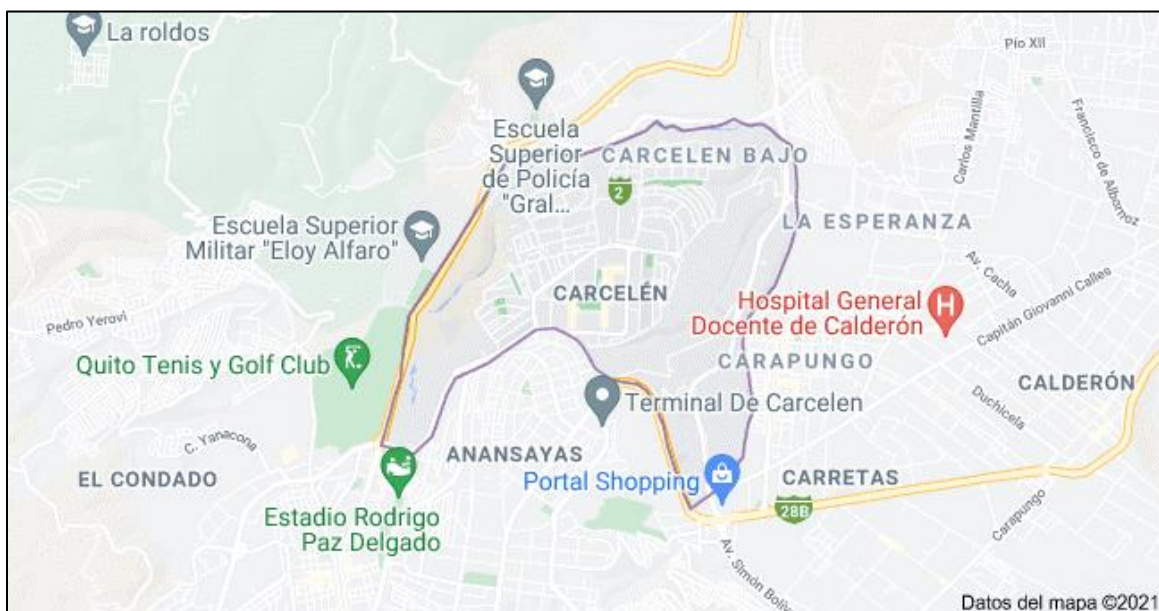 La roldos
Pío XII
Carlos Mantilla
Francisco de Albornoz
Escuela
Superior
de Policía
"Gral...
CARCELEN BAJO
2
LA ESPERANZA
Escuela Superior
Militar "Eloy Alfaro"
Av. Cacha
Capitán Giovanni Calles
CARCELÉN
Hospital General
Docente de Calderón
H
Pedro Yerovi
Quito Tenis y Golf Club
CARAPUNGO
CALDERÓN
Duchicela
Terminal De Carcelen
C. Yanacona
ANANSAYAS
EL CONDADO
Portal Shopping
CARRETAS
28B
Carapungo
Estadio Rodrigo
Paz Delgado
Av. Simón Bolív
Datos del mapa ©2021